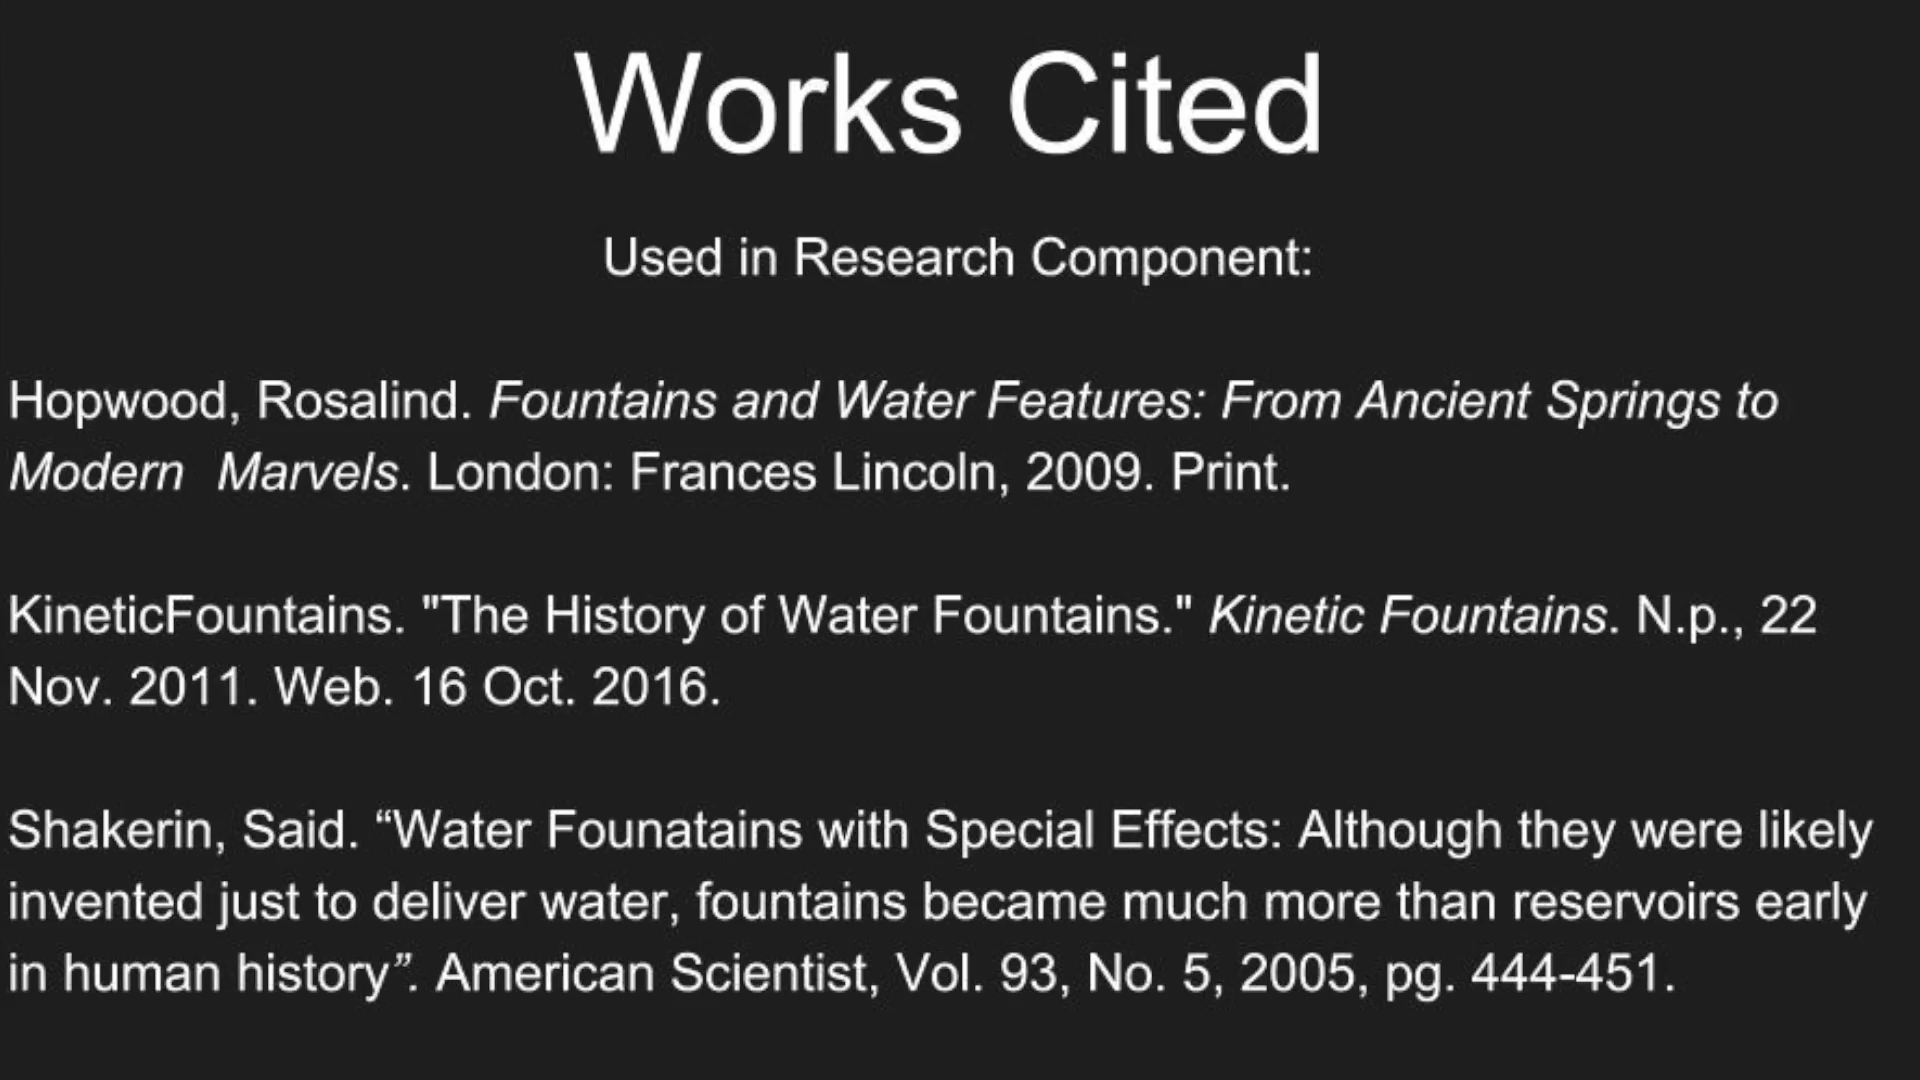 Works Cited
Used in Research Component:
Hopwood, Rosalind. Fountains and Water Features: From Ancient Springs to
Modern  Marvels. London: Frances Lincoln, 2009. Print.
KineticFountains. "The History of Water Fountains." Kinetic Fountains. N.p., 22
Nov. 2011. Web. 16 Oct. 2016.
Shakerin, Said. “Water Founatains with Special Effects: Although they were likely
invented just to deliver water, fountains became much more than reservoirs early
in human history”. American Scientist, Vol. 93, No. 5, 2005, pg. 444-451.